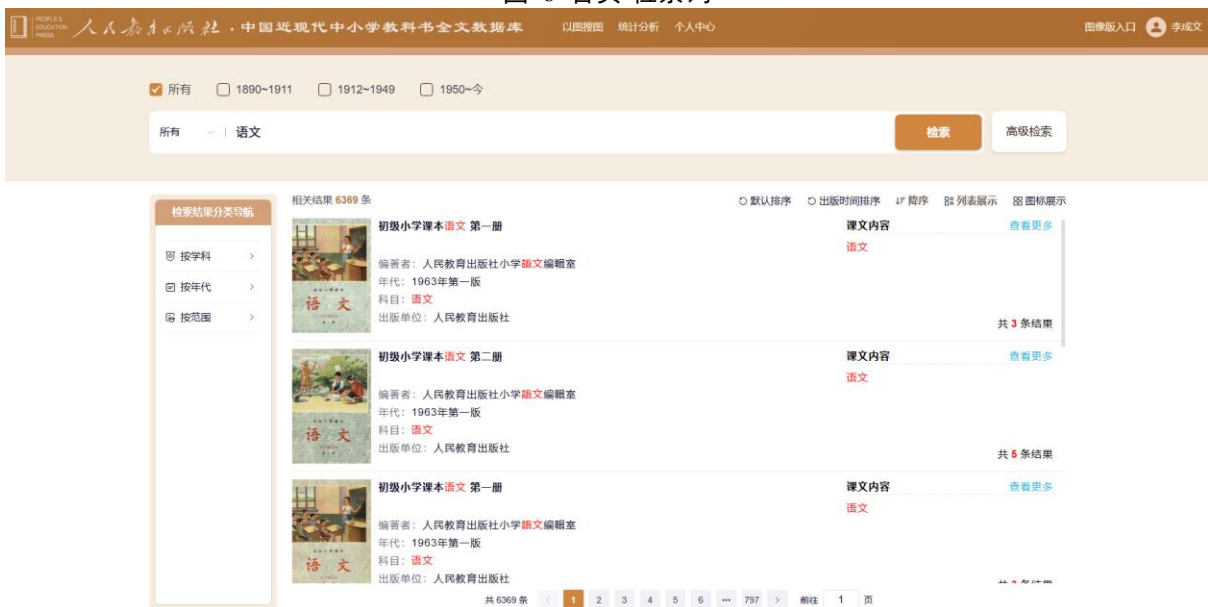 PEOPLE'S EDUCATION PRESS 人民教育出版社·中国近现代中小学教科书全文数据库 以图搜图 统计分析 个人中心 图像版入口 李成文
所有 1890~1911 1912~1949 1950~今
所有 语文 检索 高级检索
检索结果分类导航
按学科
按年代
按范围
相关结果 6369 条 默认排序 出版时间排序 降序 列表展示 图标展示
初级小学课本语文 第一册 课文内容 查看更多
语文
编著者：人民教育出版社小学語文編輯室
年代：1963年第一版
科目：语文
出版单位：人民教育出版社
共 3 条结果
语文
初级小学课本语文 第二册 课文内容 查看更多
语文
编著者：人民教育出版社小学語文編輯室
年代：1963年第一版
科目：语文
出版单位：人民教育出版社
共 5 条结果
语文
初级小学课本语文 第一册 课文内容 查看更多
语文
编著者：人民教育出版社小学語文編輯室
年代：1963年第一版
科目：语文
出版单位：人民教育出版社
语文
共 6369 条 1 2 3 4 5 6 ··· 797 前往 1 页